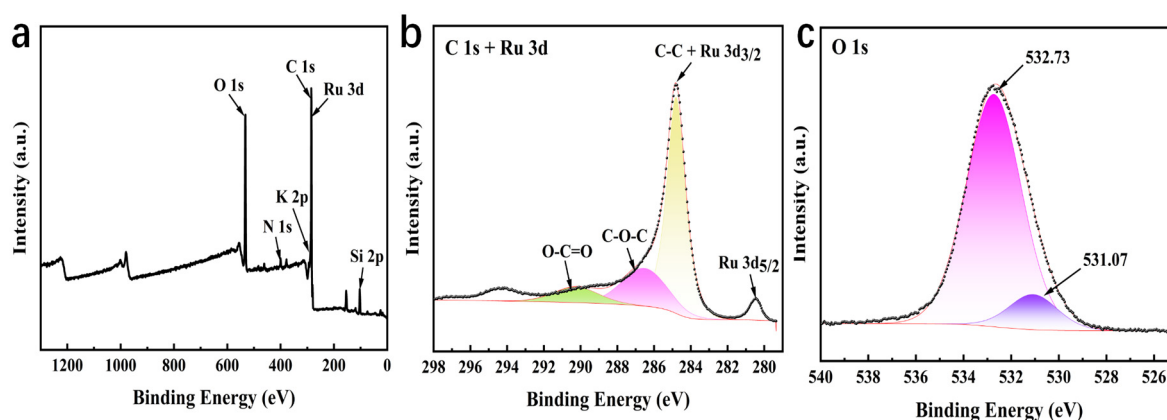 a
Intensity (a.u.)
O 1s
C 1s
Ru 3d
K 2p
N 1s
Si 2p
1200 1000 800 600 400 200 0
Binding Energy (eV)
b
C 1s + Ru 3d
Intensity (a.u.)
C-C + Ru 3d3/2
C-O-C
O-C=O
Ru 3d5/2
298 296 294 292 290 288 286 284 282 280
Binding Energy (eV)
c
O 1s
Intensity (a.u.)
532.73
531.07
540 538 536 534 532 530 528 526
Binding Energy (eV)